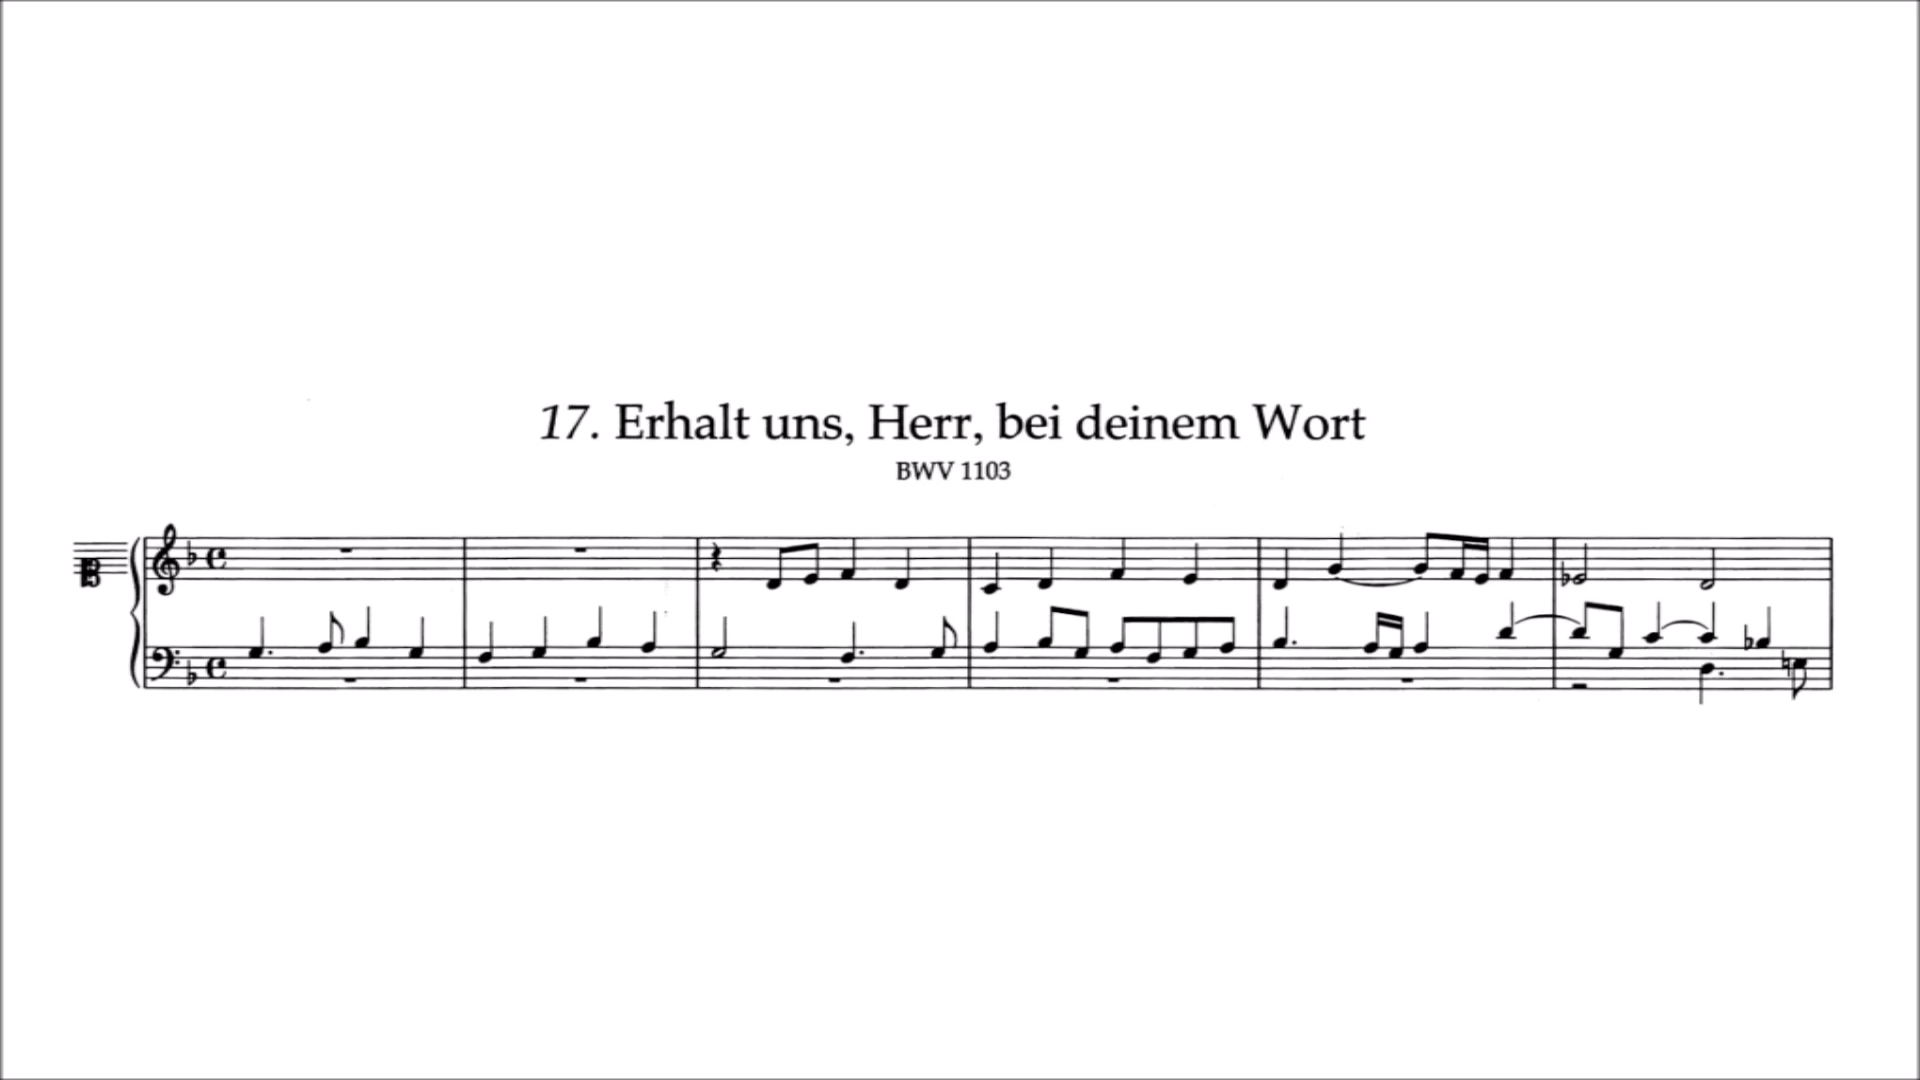 17. Erhalt uns, Herr, bei deinem Wort
BWV 1103